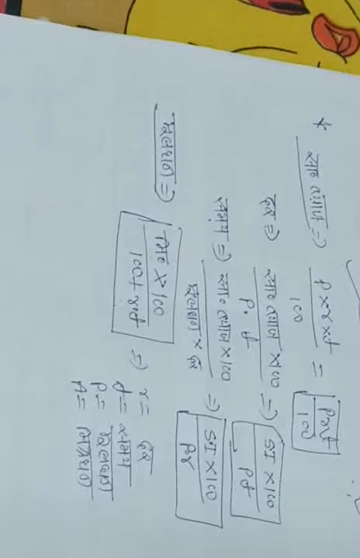 * सा० ब्याज ⇒ P×r×t/100 = Prt/100
दर ⇒ सा० ब्याज ×100/P.t ⇒ SI×100/Pt
समय ⇒ सा० ब्याज ×100/मूलधन × दर ⇒ SI×100/Pr
मूलधन ⇒ मि० ×100/100+rt ⇒ r = दर
t = समय
P = मूलधन
A = मिश्रधन